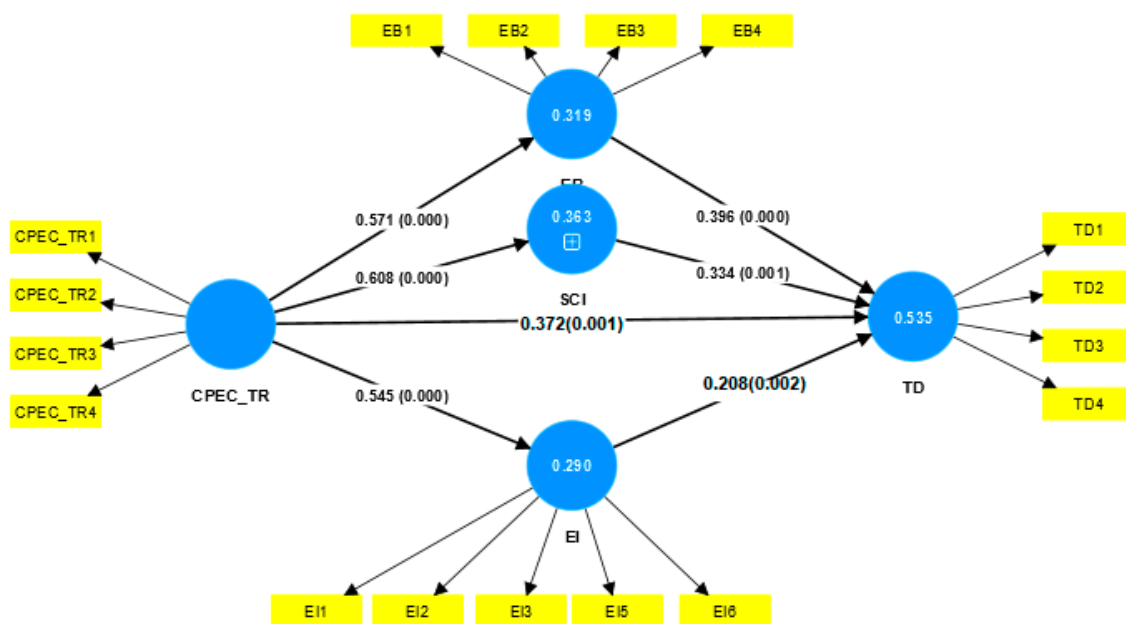 EB1
EB2
EB3
EB4
0.319
EB
0.571 (0.000)
0.396 (0.000)
0.363
0.608 (0.000)
0.334 (0.001)
SCI
0.372(0.001)
CPEC_TR1
CPEC_TR2
CPEC_TR3
CPEC_TR4
CPEC_TR
TD1
TD2
TD3
TD4
0.535
TD
0.545 (0.000)
0.208(0.002)
0.290
EI
EI1
EI2
EI3
EI5
EI6